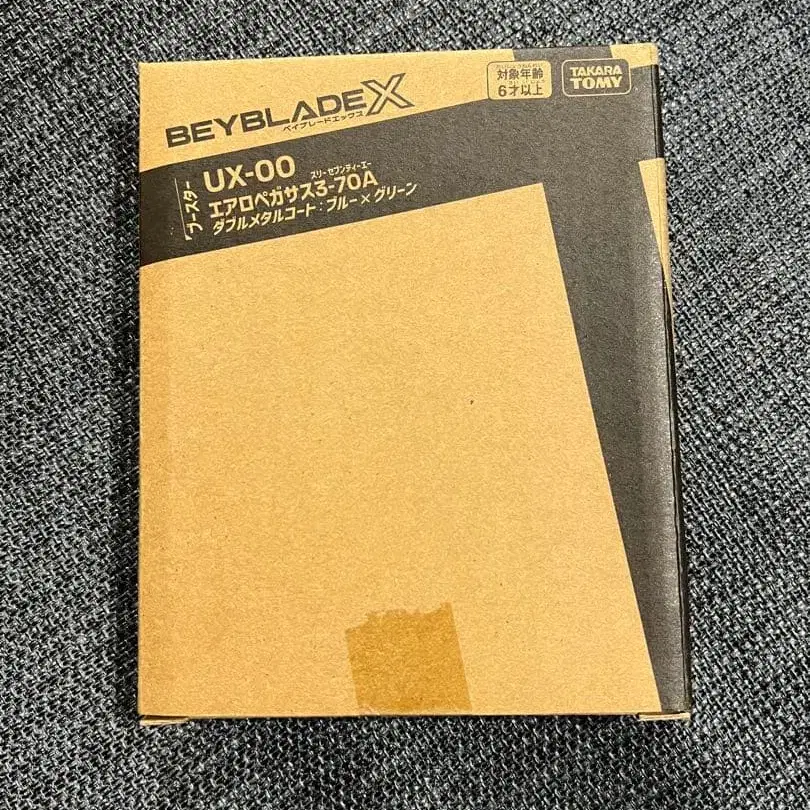 BEYBLADE X
ベイブレードエックス
対象年齢
6才以上
TAKARA
TOMY
ブースター
UX-00
スリーセブンティーエー
エアロペガサス3-70A
ダブルメタルコート:ブルー×グリーン